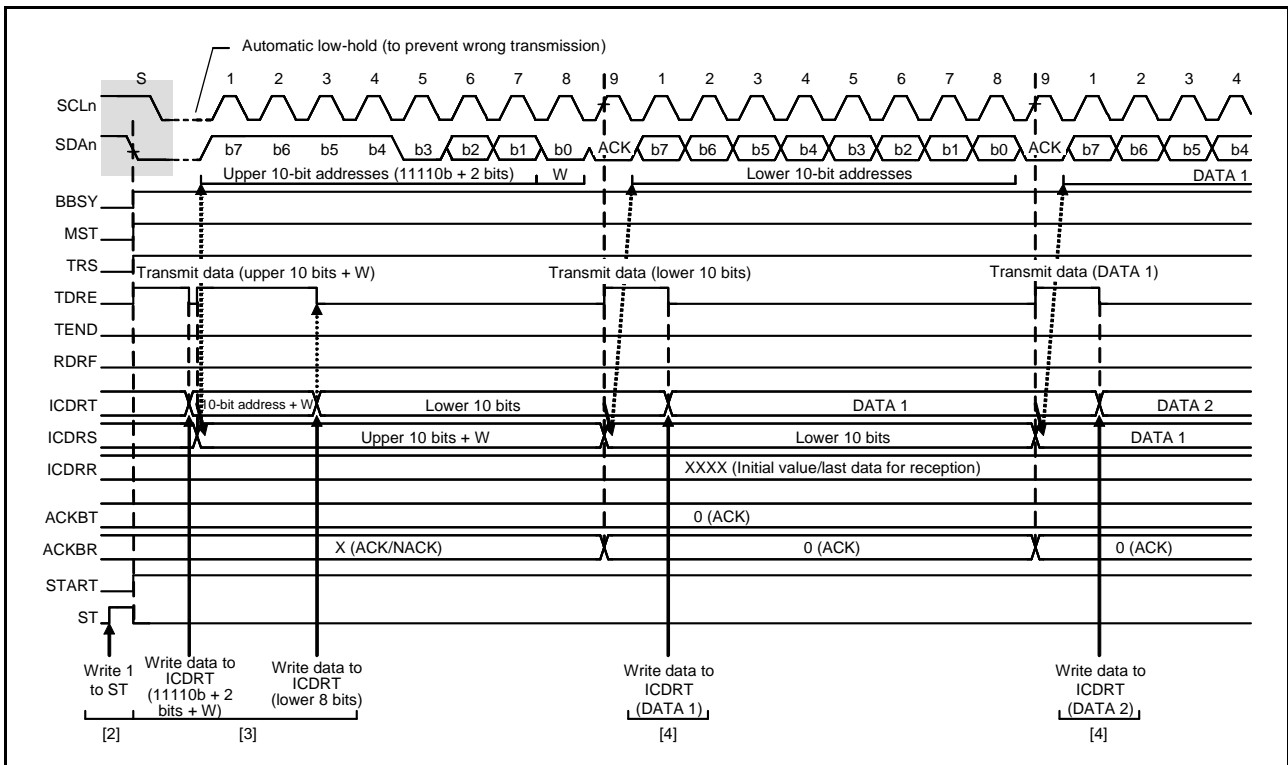 Automatic low-hold (to prevent wrong transmission)
S 1 2 3 4 5 6 7 8 9 1 2 3 4 5 6 7 8 9 1 2 3 4
SCLn
SDAn b7 b6 b5 b4 b3 b2 b1 b0 ACK b7 b6 b5 b4 b3 b2 b1 b0 ACK b7 b6 b5 b4
Upper 10-bit addresses (11110b + 2 bits) W Lower 10-bit addresses DATA 1
BBSY
MST
TRS
Transmit data (upper 10 bits + W) Transmit data (lower 10 bits) Transmit data (DATA 1)
TDRE
TEND
RDRF
ICDRT 10-bit address + W Lower 10 bits DATA 1 DATA 2
ICDRS Upper 10 bits + W Lower 10 bits DATA 1
ICDRR XXXX (Initial value/last data for reception)
ACKBT 0 (ACK)
ACKBR X (ACK/NACK) 0 (ACK) 0 (ACK)
START
ST
Write 1
to ST
Write data to
ICDRT
(11110b + 2
bits + W)
Write data to
ICDRT
(lower 8 bits)
Write data to
ICDRT
(DATA 1)
Write data to
ICDRT
(DATA 2)
[2] [3] [4] [4]